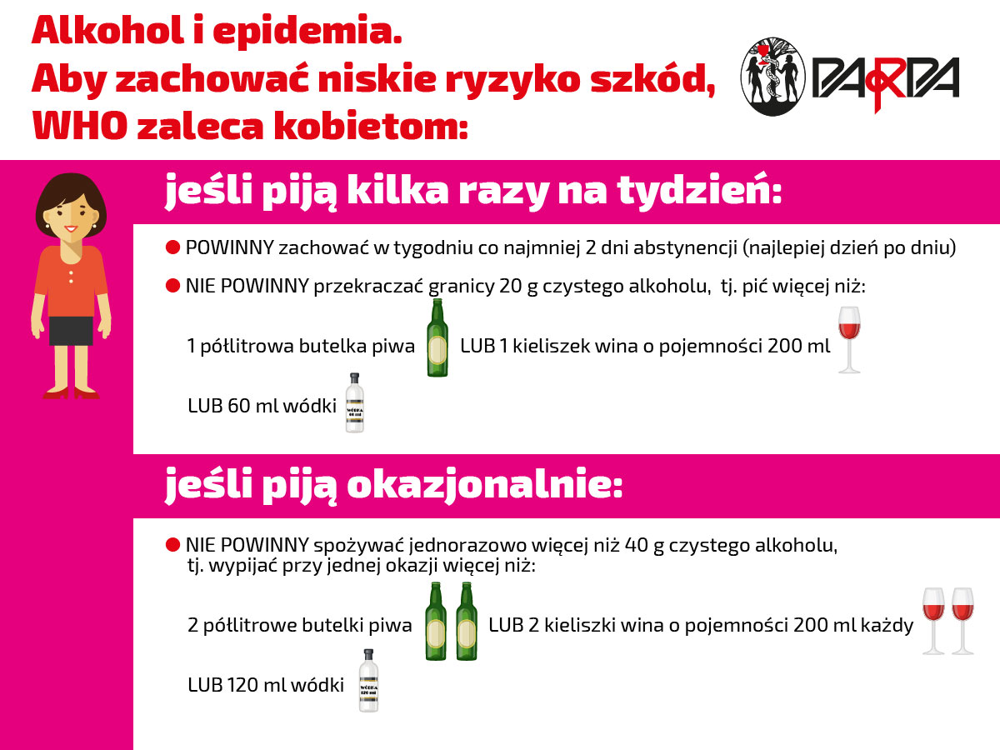 Alkohol i epidemia.
Aby zachować niskie ryzyko szkód,
WHO zaleca kobietom:
PARPA
jeśli piją kilka razy na tydzień:
POWINNY zachować w tygodniu co najmniej 2 dni abstynencji (najlepiej dzień po dniu)
NIE POWINNY przekraczać granicy 20 g czystego alkoholu, tj. pić więcej niż:
1 półlitrowa butelka piwa LUB 1 kieliszek wina o pojemności 200 ml
LUB 60 ml wódki
WÓDKA
60 ml
jeśli piją okazjonalnie:
NIE POWINNY spożywać jednorazowo więcej niż 40 g czystego alkoholu,
tj. wypijać przy jednej okazji więcej niż:
2 półlitrowe butelki piwa LUB 2 kieliszki wina o pojemności 200 ml każdy
LUB 120 ml wódki
WÓDKA
120 ml